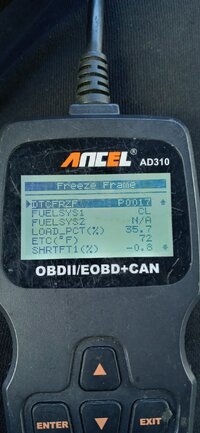 ANCEL
AD310
Freeze Frame
DTCFRZF P0017
FUELSYS1 CL
FUELSYS2 N/A
LOAD_PCT(%) 35.7
ETC(°F) 72
SHRTFT1(%) -0.8
OBDII/EOBD+CAN
ENTER
EXIT